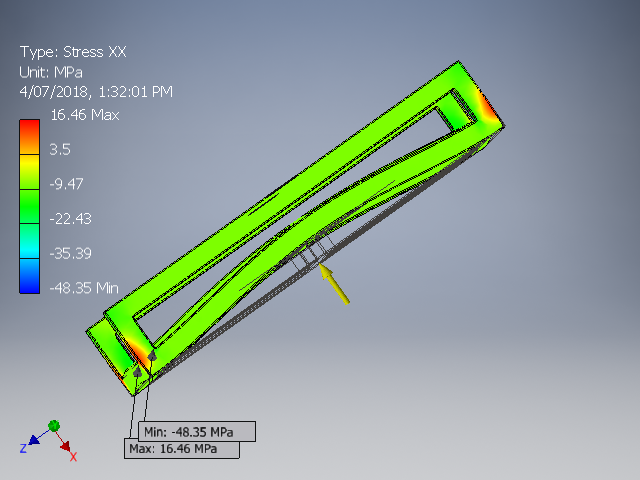 Type: Stress XX
Unit: MPa
4/07/2018, 1:32:01 PM
16.46 Max
3.5
-9.47
-22.43
-35.39
-48.35 Min
Min: -48.35 MPa
Max: 16.46 MPa
Z
X